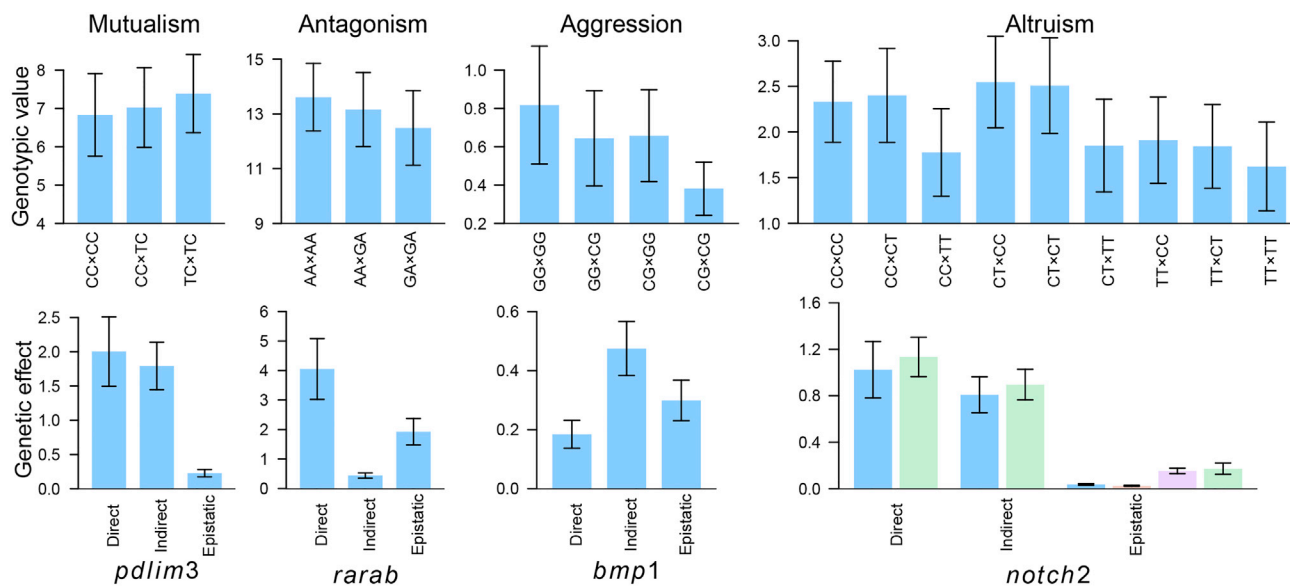 Mutualism
Antagonism
Aggression
Altruism
Genotypic value
8
7
6
5
4
CC×CC
CC×TC
TC×TC
15
13
11
9
AA×AA
AA×GA
GA×GA
1.0
0.8
0.6
0.4
0.2
GG×GG
GG×CG
CG×GG
CG×CG
3.0
2.5
2.0
1.5
1.0
CC×CC
CC×CT
CC×TT
CT×CC
CT×CT
CT×TT
TT×CC
TT×CT
TT×TT
Genetic effect
2.5
2.0
1.5
1.0
0.5
0.0
Direct
Indirect
Epistatic
pdlim3
6
5
4
3
2
1
0
Direct
Indirect
Epistatic
rarab
0.6
0.4
0.2
0.0
Direct
Indirect
Epistatic
bmp1
1.6
1.2
0.8
0.4
0.0
Direct
Indirect
Epistatic
notch2